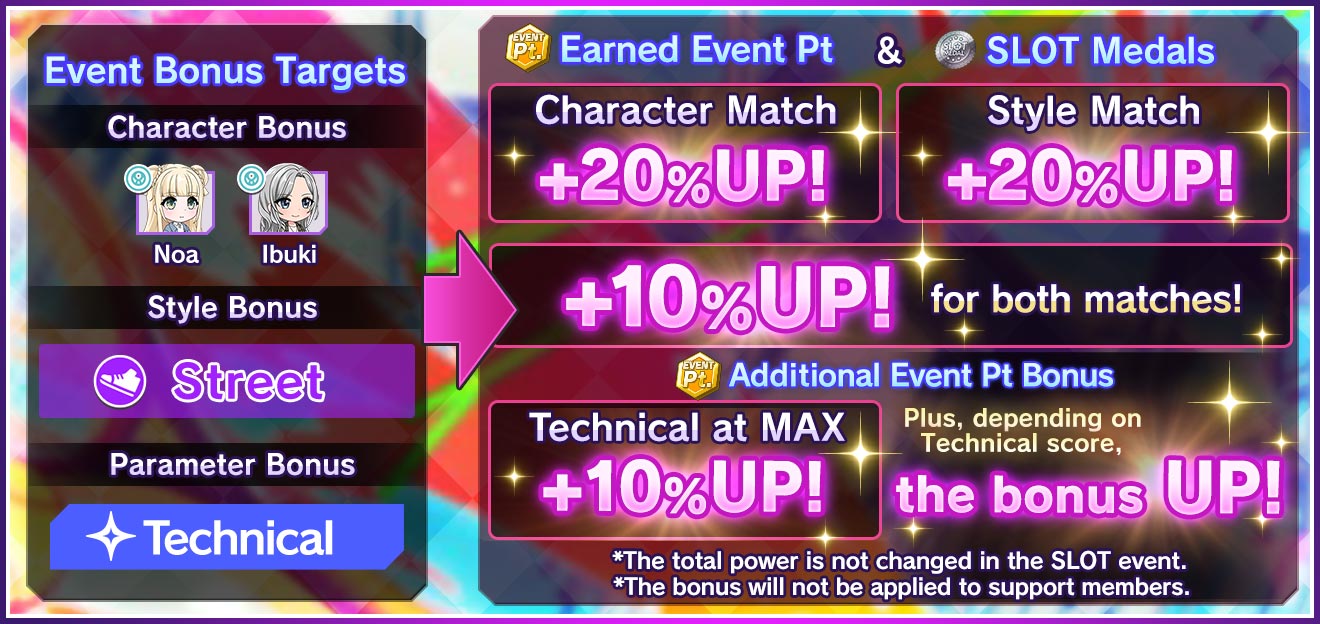 Event Bonus Targets
Character Bonus
Noa
Ibuki
Style Bonus
Street
Parameter Bonus
Technical
EVENT Pt. Earned Event Pt & SLOT MEDAL SLOT Medals
Character Match
+20%UP!
Style Match
+20%UP!
+10%UP! for both matches!
EVENT Pt. Additional Event Pt Bonus
Technical at MAX
+10%UP!
Plus, depending on
Technical score,
the bonus UP!
*The total power is not changed in the SLOT event.
*The bonus will not be applied to support members.